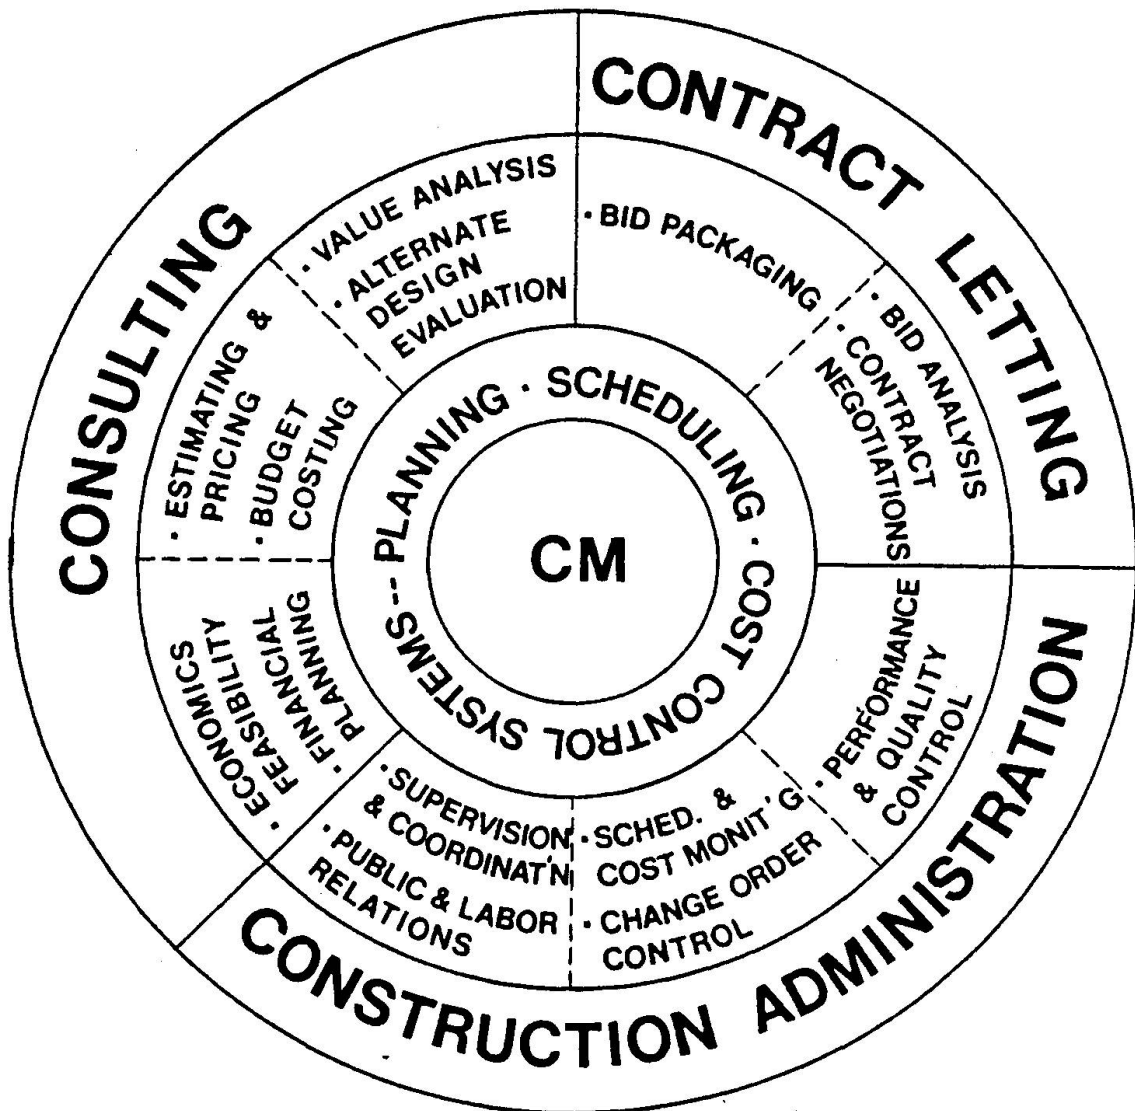 CONSULTING
CONTRACT LETTING
CONSTRUCTION ADMINISTRATION
· VALUE ANALYSIS
· ALTERNATE
DESIGN
EVALUATION
· BID PACKAGING
· BID ANALYSIS
· CONTRACT
NEGOTIATIONS
· PERFORMANCE
& QUALITY
CONTROL
· SCHED. &
COST MONIT'G
· CHANGE ORDER
CONTROL
· SUPERVISION
& COORDINAT'N
· PUBLIC & LABOR
RELATIONS
· ECONOMICS
FEASIBILITY
· FINANCIAL
PLANNING
· ESTIMATING &
PRICING
· BUDGET
COSTING
PLANNING · SCHEDULING · COST CONTROL SYSTEMS--
CM